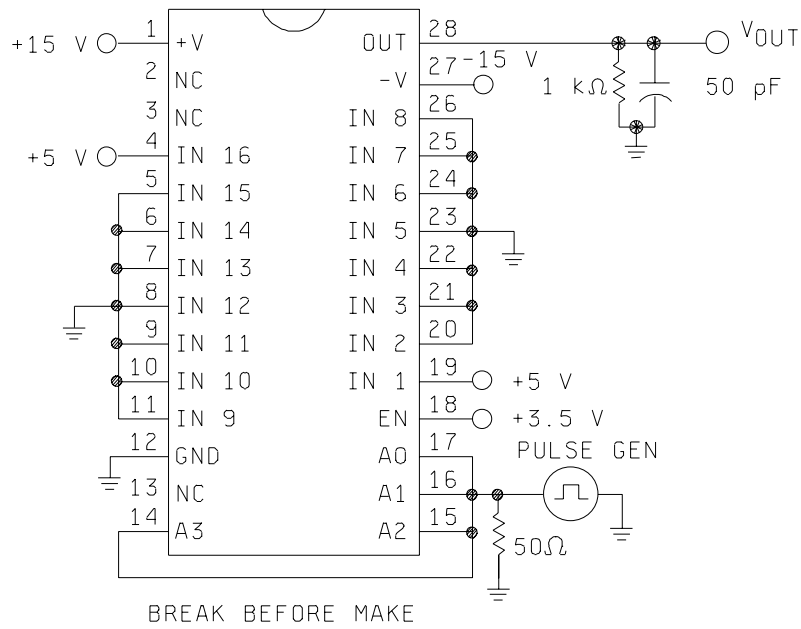 +15 V
1
+V
OUT
28
VOUT
2
NC
-V
27
-15 V
1 kΩ
50 pF
3
NC
IN 8
26
+5 V
4
IN 16
IN 7
25
5
IN 15
IN 6
24
6
IN 14
IN 5
23
7
IN 13
IN 4
22
8
IN 12
IN 3
21
9
IN 11
IN 2
20
10
IN 10
IN 1
19
+5 V
11
IN 9
EN
18
+3.5 V
12
GND
A0
17
PULSE GEN
13
NC
A1
16
14
A3
A2
15
50Ω
BREAK BEFORE MAKE